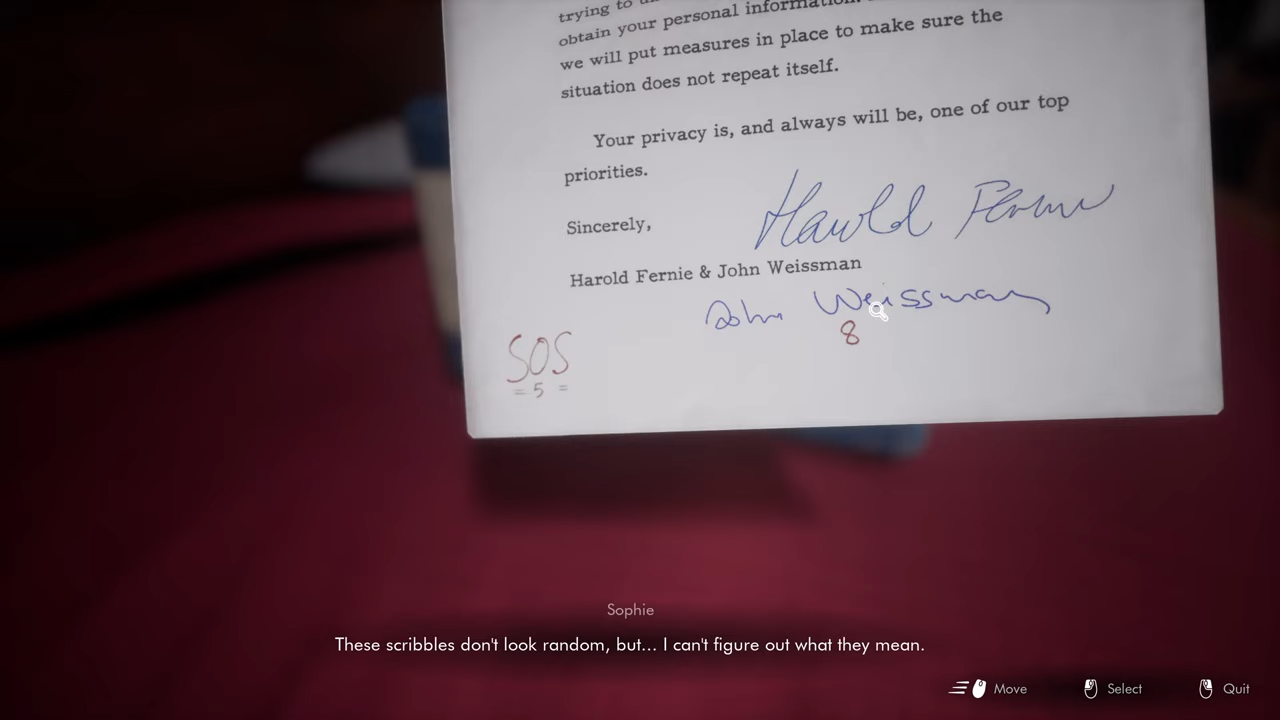 trying to
obtain your personal information.
we will put measures in place to make sure the
situation does not repeat itself.
Your privacy is, and always will be, one of our top
priorities.
Sincerely,
Harold Fernie
Harold Fernie & John Weissman
John Weissman
8
SOS
= 5 =
Sophie
These scribbles don't look random, but... I can't figure out what they mean.
Move
Select
Quit